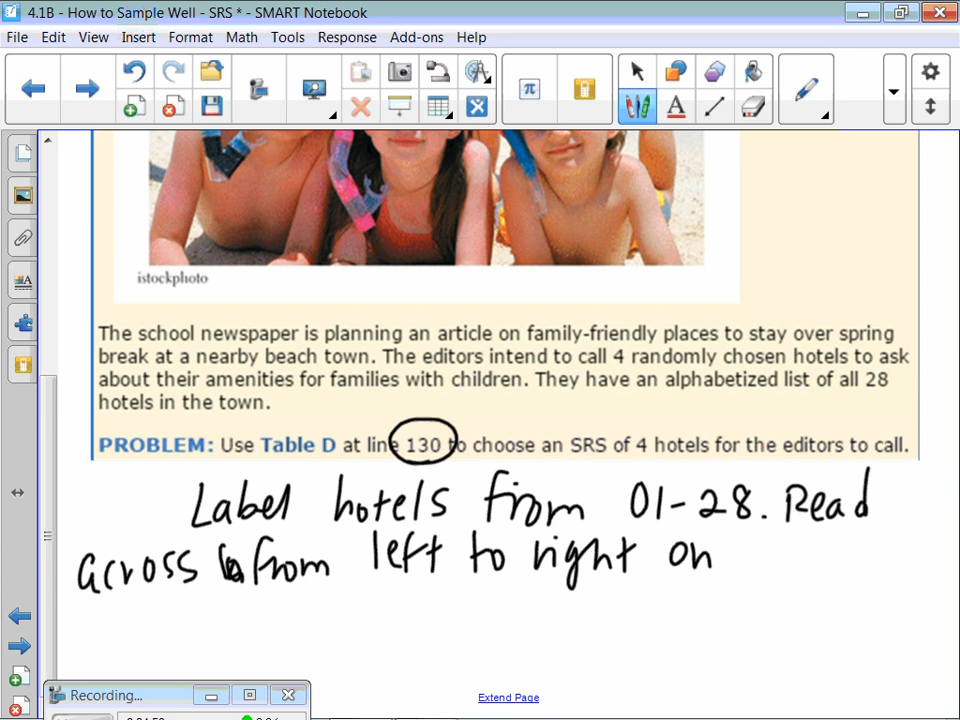 4.1B - How to Sample Well - SRS * - SMART Notebook
File Edit View Insert Format Math Tools Response Add-ons Help
istockphoto
The school newspaper is planning an article on family-friendly places to stay over spring
break at a nearby beach town. The editors intend to call 4 randomly chosen hotels to ask
about their amenities for families with children. They have an alphabetized list of all 28
hotels in the town.
PROBLEM: Use Table D at line 130 to choose an SRS of 4 hotels for the editors to call.
Label hotels from 01-28. Read
across from left to right on
Recording...
Extend Page